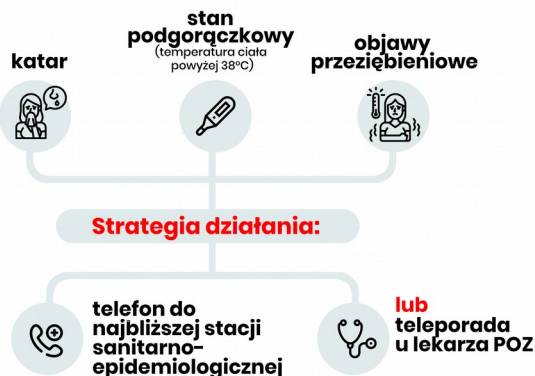 katar
stan
podgorączkowy
(temperatura ciała
powyżej 38°C)
objawy
przeziębieniowe
Strategia działania:
telefon do
najbliższej stacji
sanitarno-
epidemiologicznej
lub
teleporada
u lekarza POZ